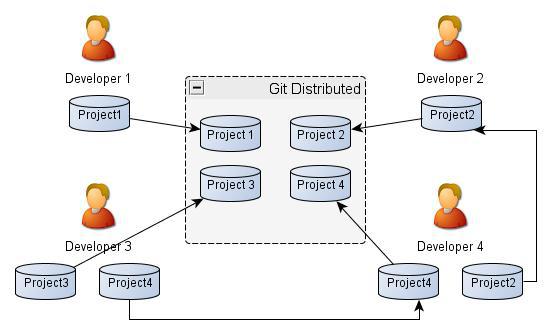 Developer 1
Developer 2
Git Distributed
Project1
Project2
Project 1
Project 2
Project 3
Project 4
Developer 3
Developer 4
Project3
Project4
Project4
Project2